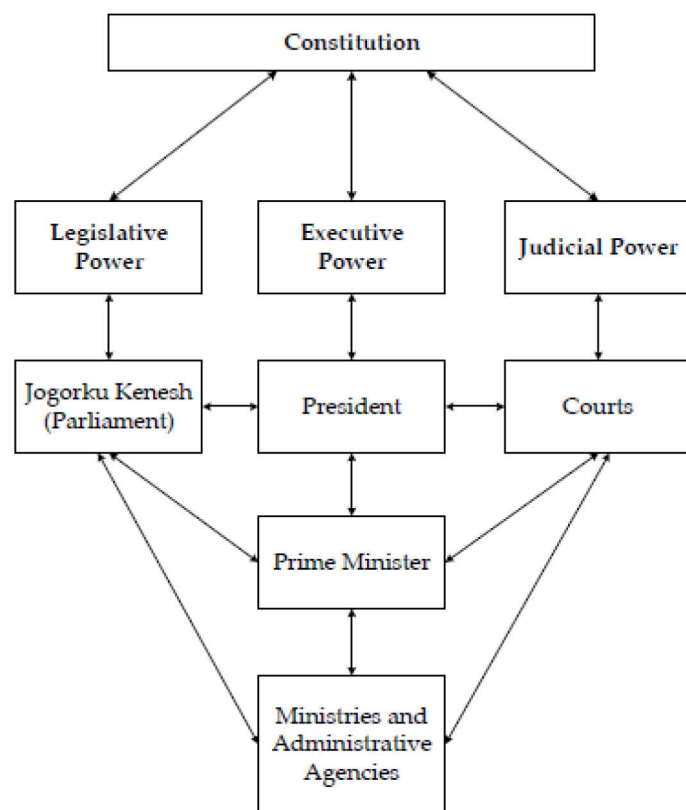 Constitution
Legislative
Power
Executive
Power
Judicial Power
Jogorku Kenesh
(Parliament)
President
Courts
Prime Minister
Ministries and
Administrative
Agencies